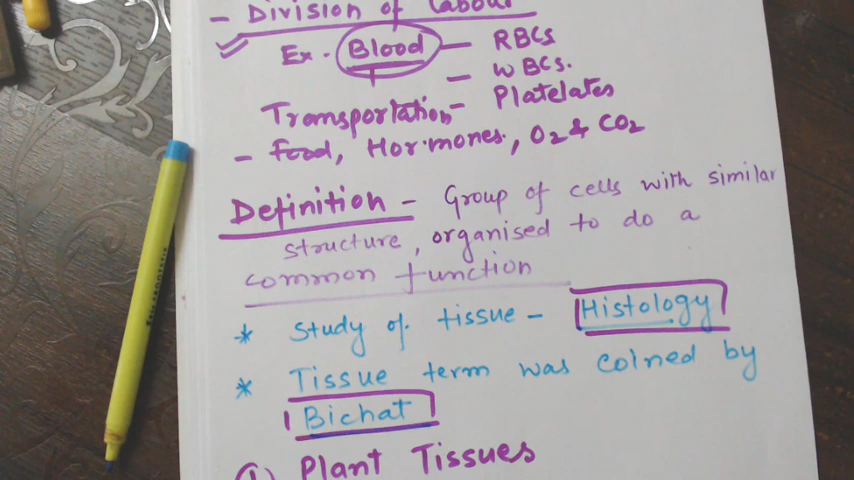 - Division of Labour
Ex. Blood — RBCs
— WBCs.
Transportation - Platelates
- Food, Hormones, O2 & CO2
Definition - Group of cells with similar
structure, organised to do a
common function
* Study of tissue - Histology
* Tissue term was coined by
Bichat
① Plant Tissues